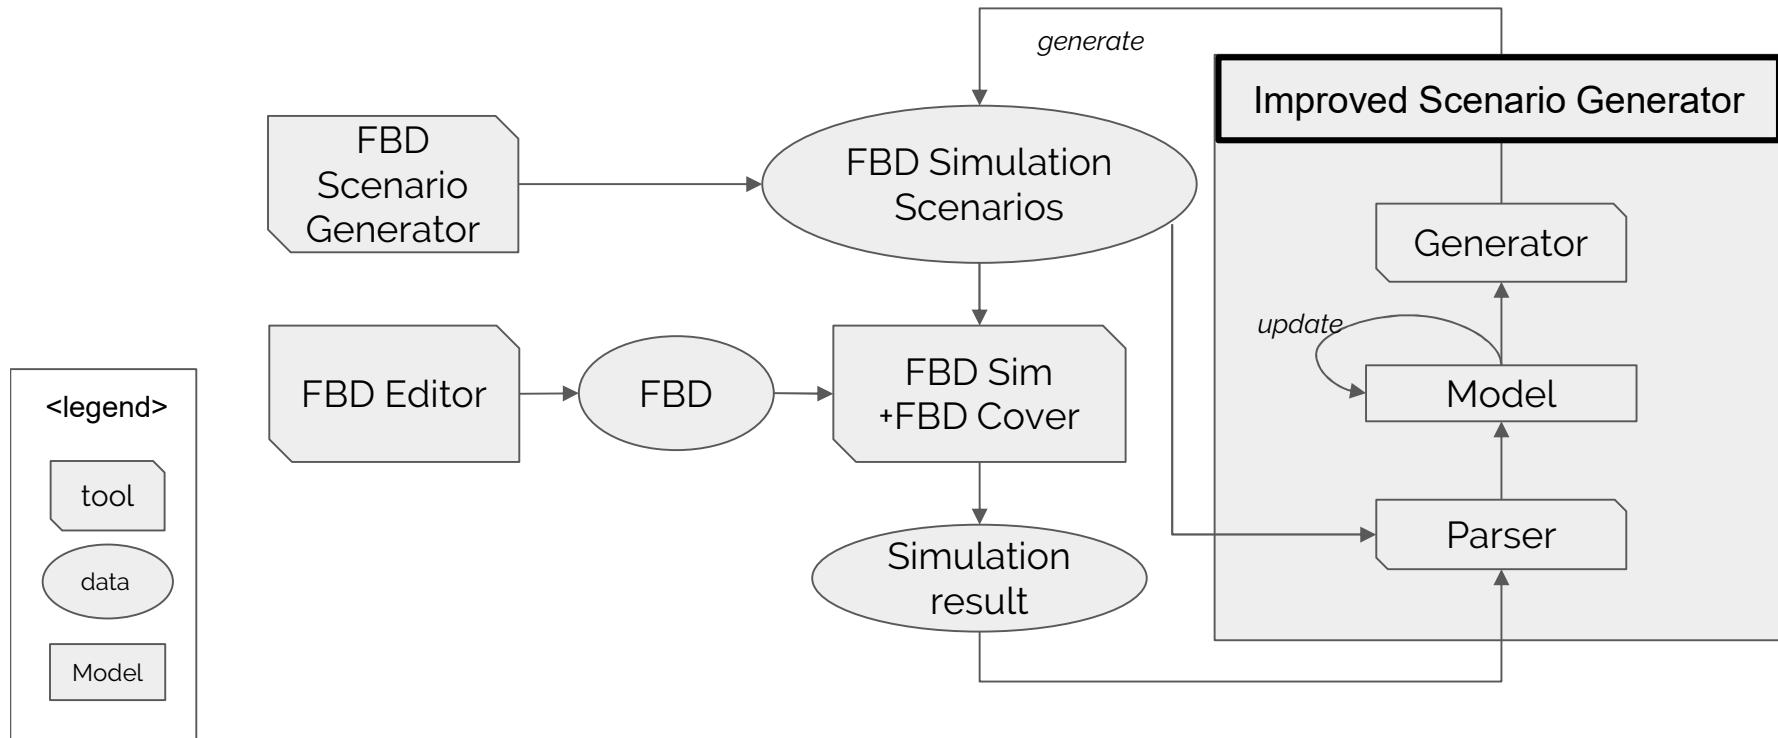 generate
Improved Scenario Generator
FBD
Scenario
Generator
FBD Simulation
Scenarios
Generator
update
FBD Editor
FBD
FBD Sim
+FBD Cover
Model
<legend>
tool
data
Model
Simulation
result
Parser